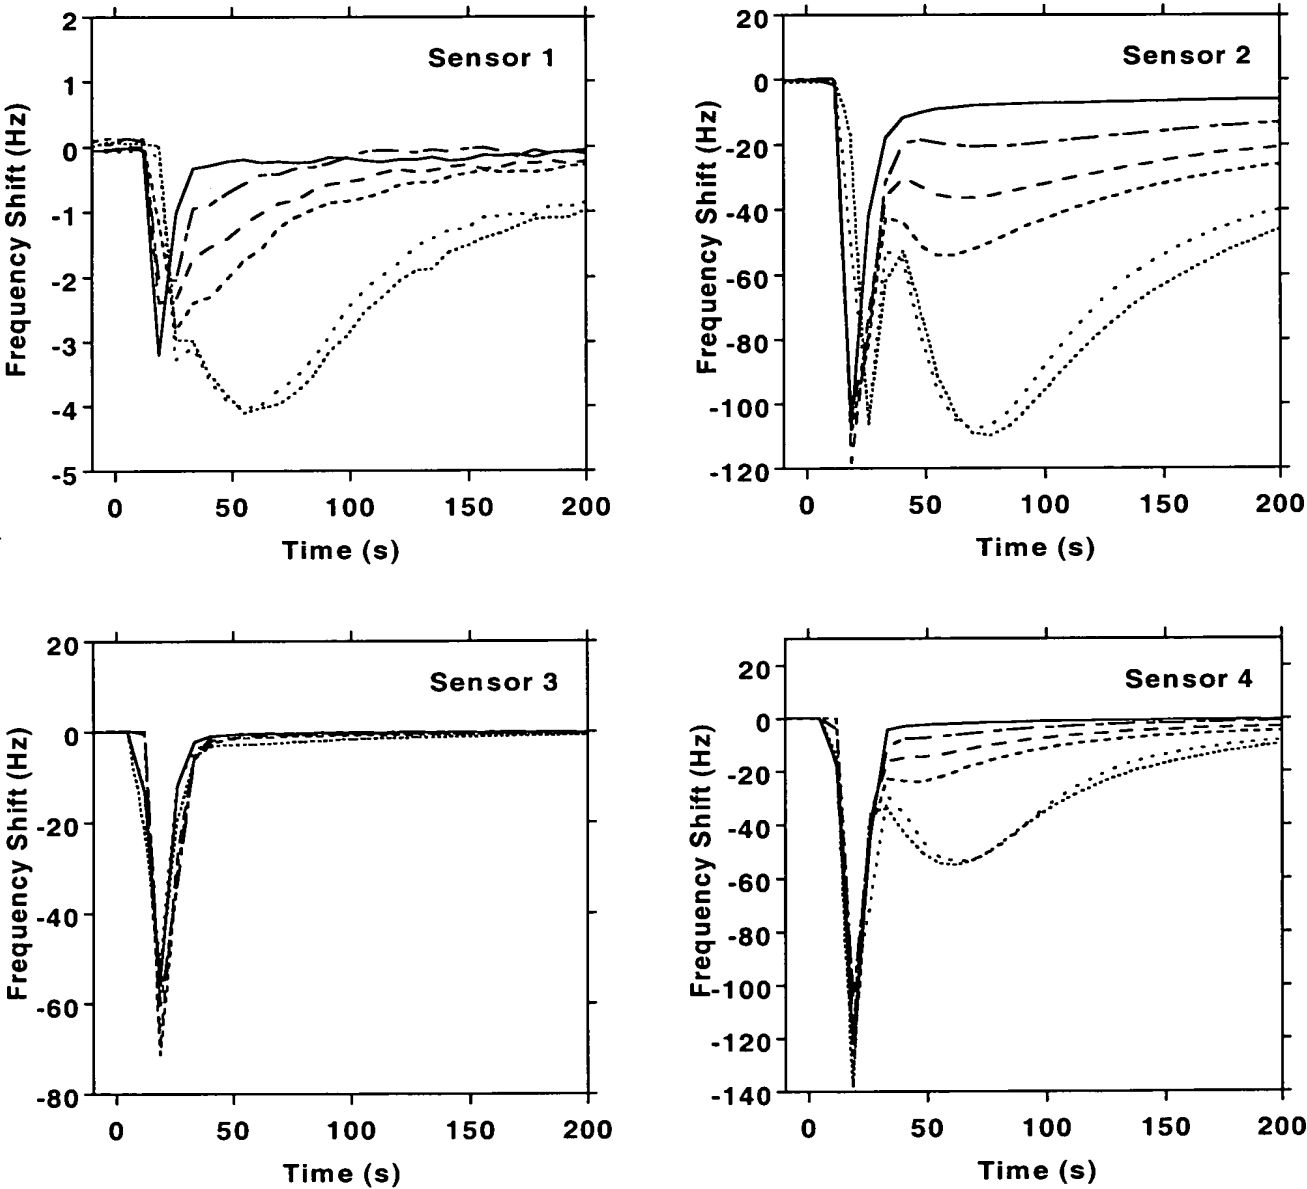 Sensor 1
Frequency Shift (Hz)
2
1
0
-1
-2
-3
-4
-5
0 50 100 150 200
Time (s)
Sensor 2
Frequency Shift (Hz)
20
0
-20
-40
-60
-80
-100
-120
0 50 100 150 200
Time (s)
Sensor 3
Frequency Shift (Hz)
20
0
-20
-40
-60
-80
0 50 100 150 200
Time (s)
Sensor 4
Frequency Shift (Hz)
20
0
-20
-40
-60
-80
-100
-120
-140
0 50 100 150 200
Time (s)